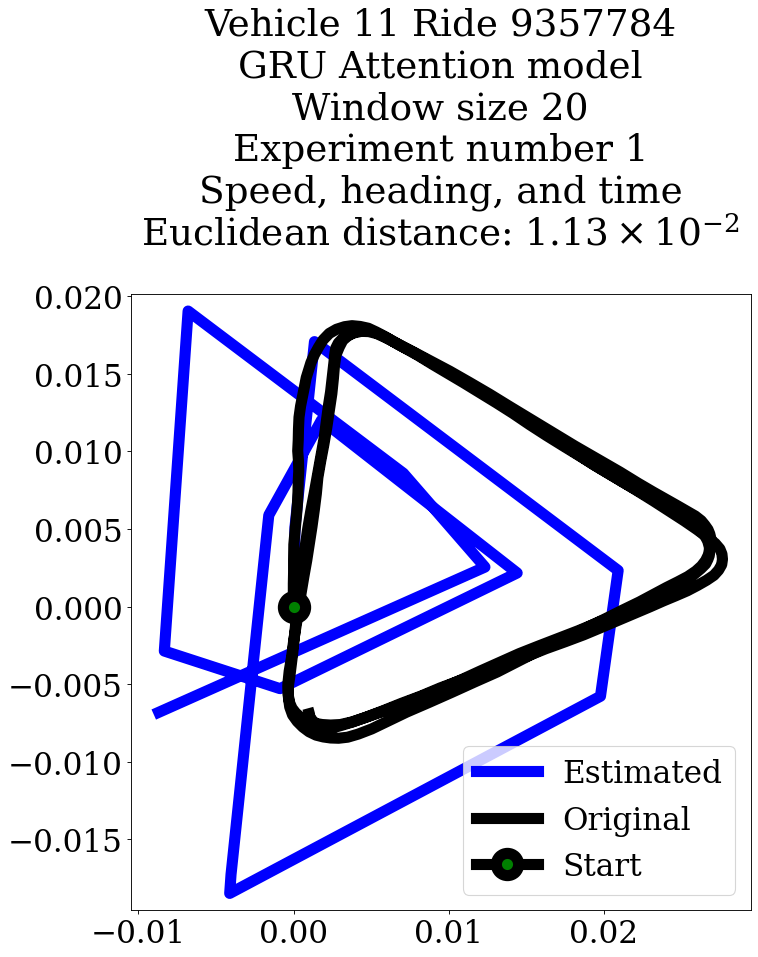 Vehicle 11 Ride 9357784
GRU Attention model
Window size 20
Experiment number 1
Speed, heading, and time
Euclidean distance: 1.13 × 10⁻²
0.020
0.015
0.010
0.005
0.000
−0.005
−0.010
−0.015
−0.01 0.00 0.01 0.02
Estimated
Original
Start